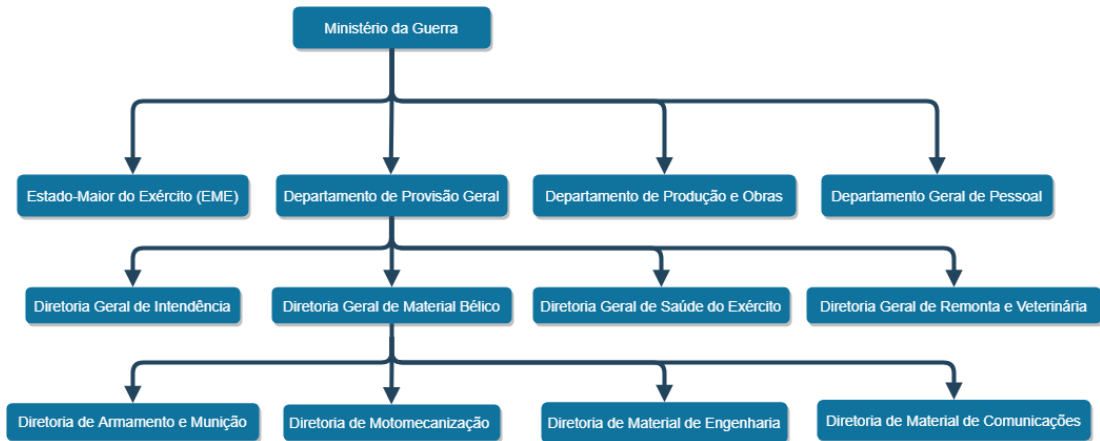 Ministério da Guerra
Estado-Maior do Exército (EME)
Departamento de Provisão Geral
Departamento de Produção e Obras
Departamento Geral de Pessoal
Diretoria Geral de Intendência
Diretoria Geral de Material Bélico
Diretoria Geral de Saúde do Exército
Diretoria Geral de Remonta e Veterinária
Diretoria de Armamento e Munição
Diretoria de Motomecanização
Diretoria de Material de Engenharia
Diretoria de Material de Comunicações